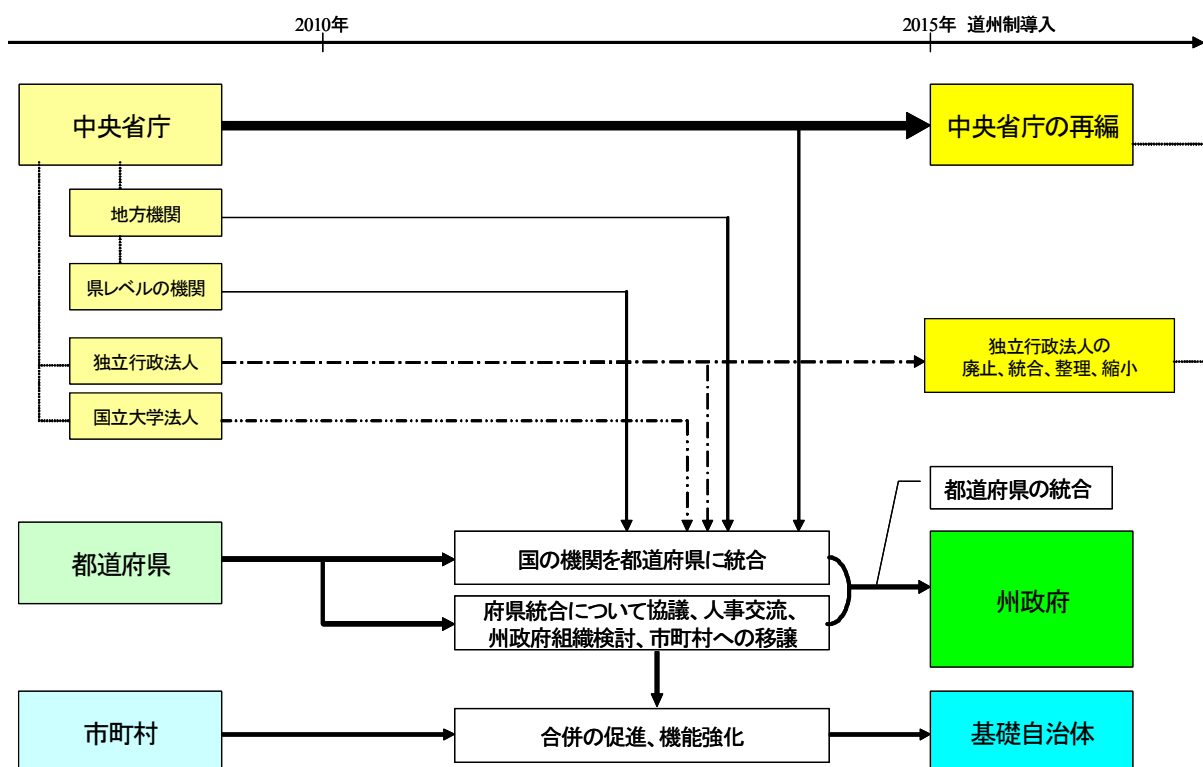 2010年
2015年 道州制導入
中央省庁
中央省庁の再編
地方機関
県レベルの機関
独立行政法人
独立行政法人の
廃止、統合、整理、縮小
国立大学法人
都道府県の統合
都道府県
国の機関を都道府県に統合
州政府
府県統合について協議、人事交流、
州政府組織検討、市町村への移譲
市町村
合併の促進、機能強化
基礎自治体